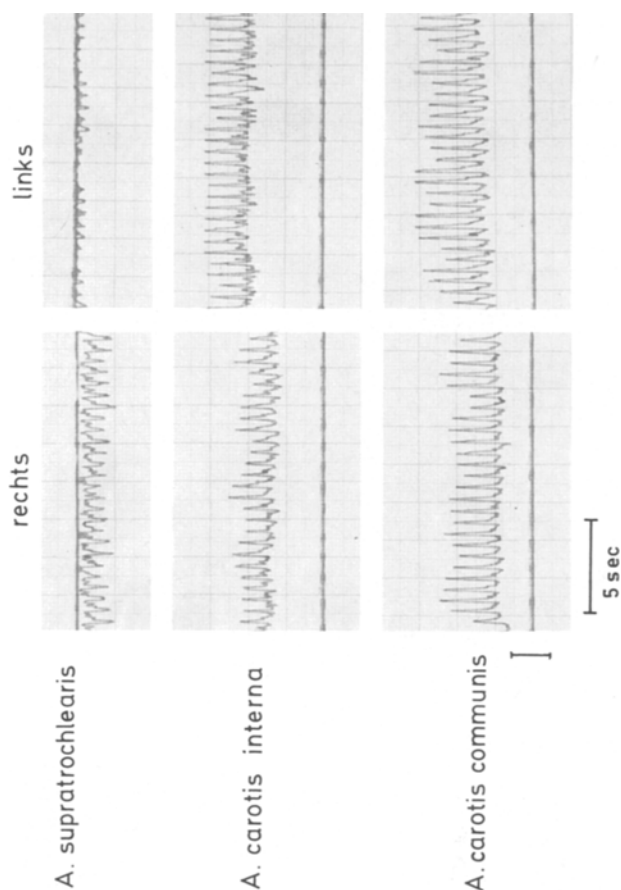 links
rechts
A. supratrochlearis
A. carotis interna
A. carotis communis
5 sec